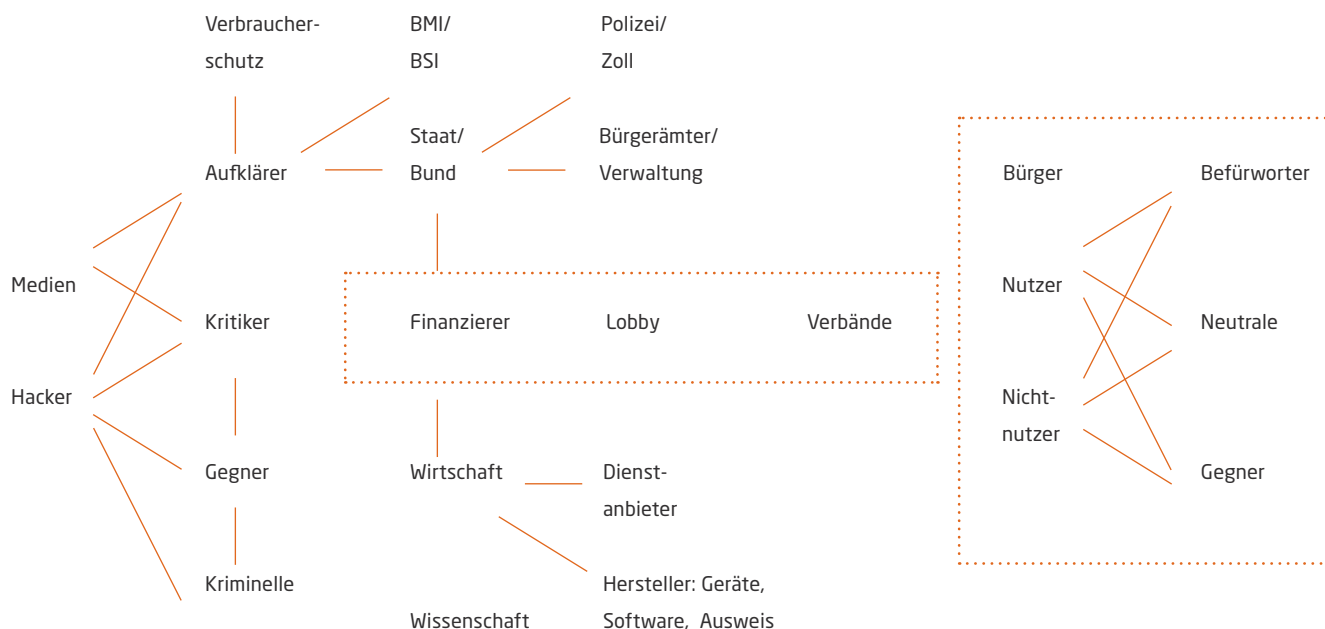 Verbraucher-
schutz
BMI/
BSI
Polizei/
Zoll
Aufklärer
Staat/
Bund
Bürgerämter/
Verwaltung
Bürger
Befürworter
Medien
Nutzer
Kritiker
Finanzierer
Lobby
Verbände
Neutrale
Hacker
Nicht-
nutzer
Gegner
Wirtschaft
Dienst-
anbieter
Gegner
Kriminelle
Wissenschaft
Hersteller: Geräte,
Software, Ausweis